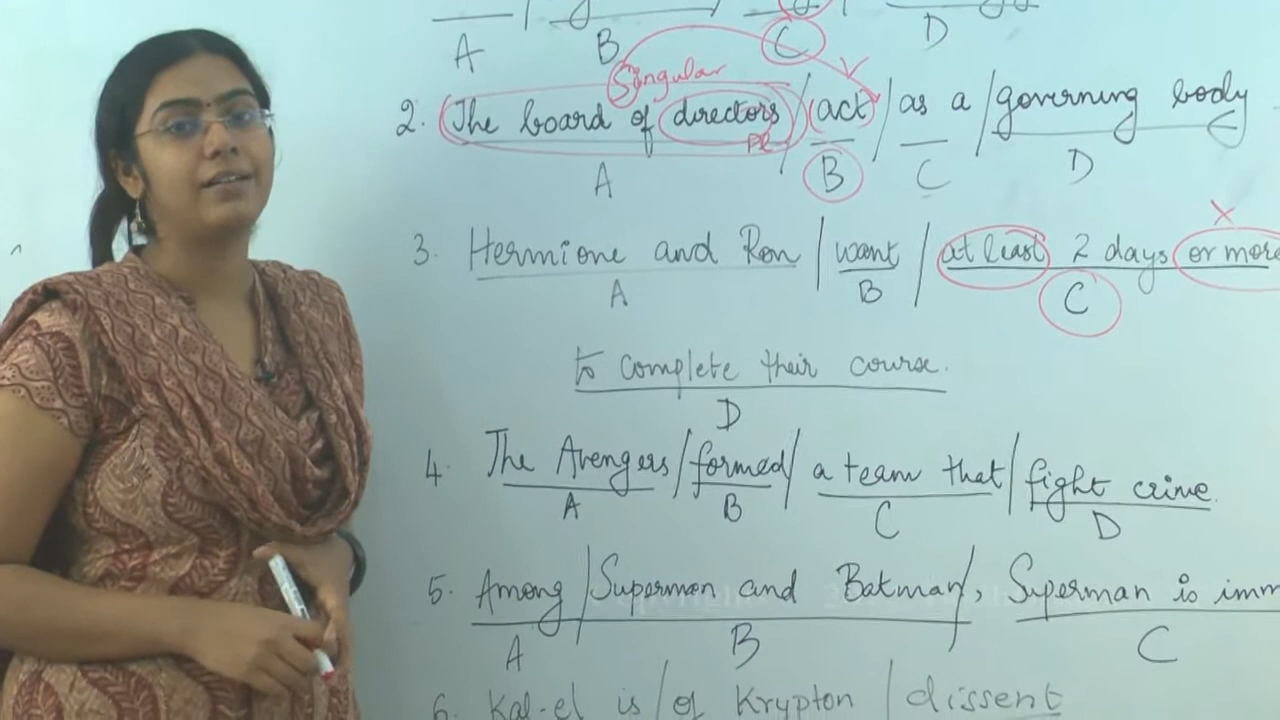 A B C D
Singular
2. The board of directors / act / as a / governing body
Pl
A B C D
3. Hermione and Ron / want / at least 2 days or more
A B C
to complete their course.
D
4. The Avengers / formed / a team that / fight crime.
A B C D
5. Among / Superman and Batman /, Superman is imm
A B C
6. Kal-el is / of Krypton / dissent